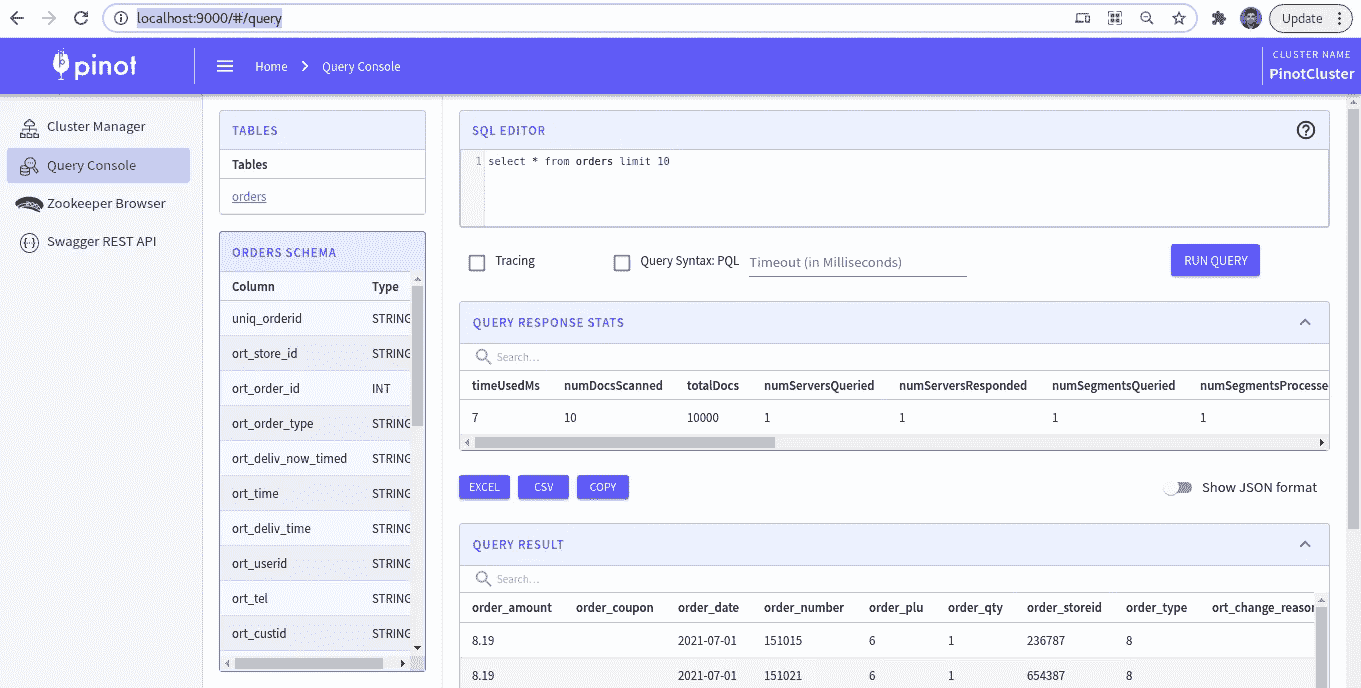 localhost:9000/#/query
Update
pinot
Home
Query Console
CLUSTER NAME
PinotCluster
Cluster Manager
Query Console
Zookeeper Browser
Swagger REST API
TABLES
Tables
orders
ORDERS SCHEMA
Column Type
uniq_orderid STRING
ort_store_id STRING
ort_order_id INT
ort_order_type STRING
ort_deliv_now_timed STRING
ort_time STRING
ort_deliv_time STRING
ort_userid STRING
ort_tel STRING
ort_custid STRING
SQL EDITOR
1 select * from orders limit 10
Tracing
Query Syntax: PQL
Timeout (in Milliseconds)
RUN QUERY
QUERY RESPONSE STATS
Search...
timeUsedMs numDocsScanned totalDocs numServersQueried numServersResponded numSegmentsQueried numSegmentsProcesse
7 10 10000 1 1 1 1
EXCEL
CSV
COPY
Show JSON format
QUERY RESULT
Search...
order_amount order_coupon order_date order_number order_plu order_qty order_storeid order_type ort_change_reason
8.19 2021-07-01 151015 6 1 236787 8
8.19 2021-07-01 151021 6 1 654387 8